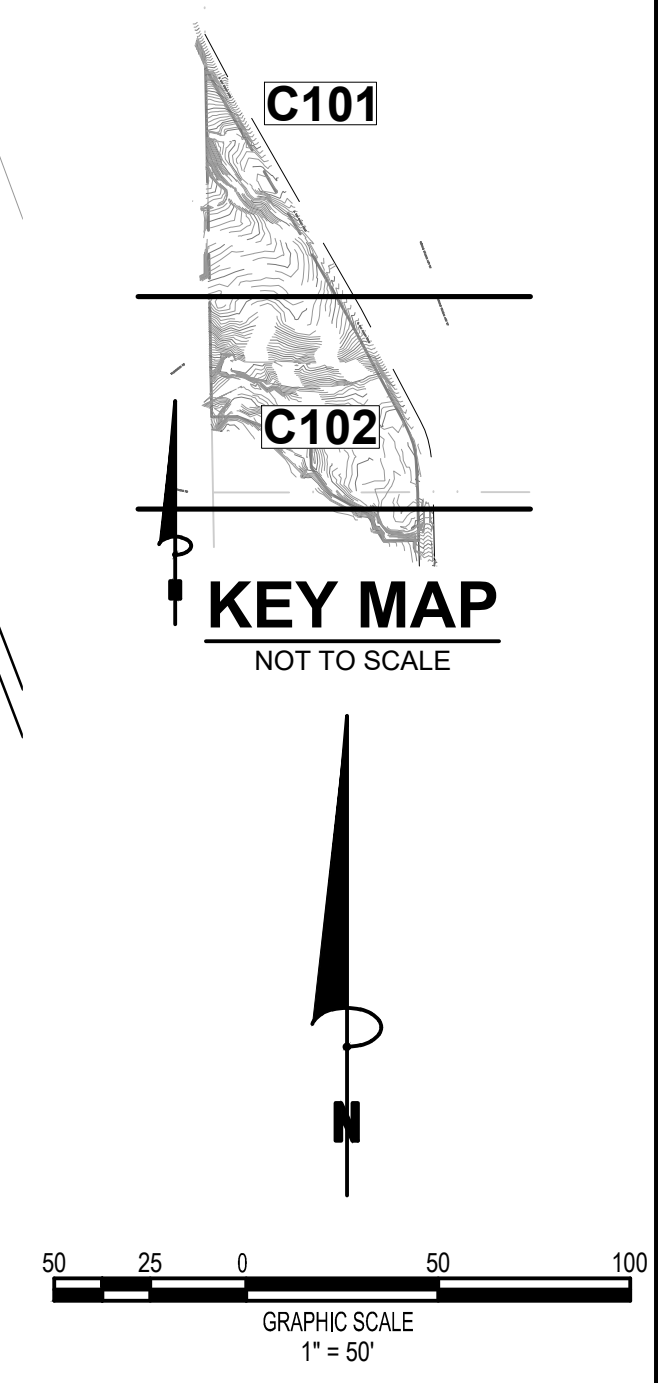 C101
C102
KEY MAP
NOT TO SCALE
N
50 25 0 50 100
GRAPHIC SCALE
1" = 50'